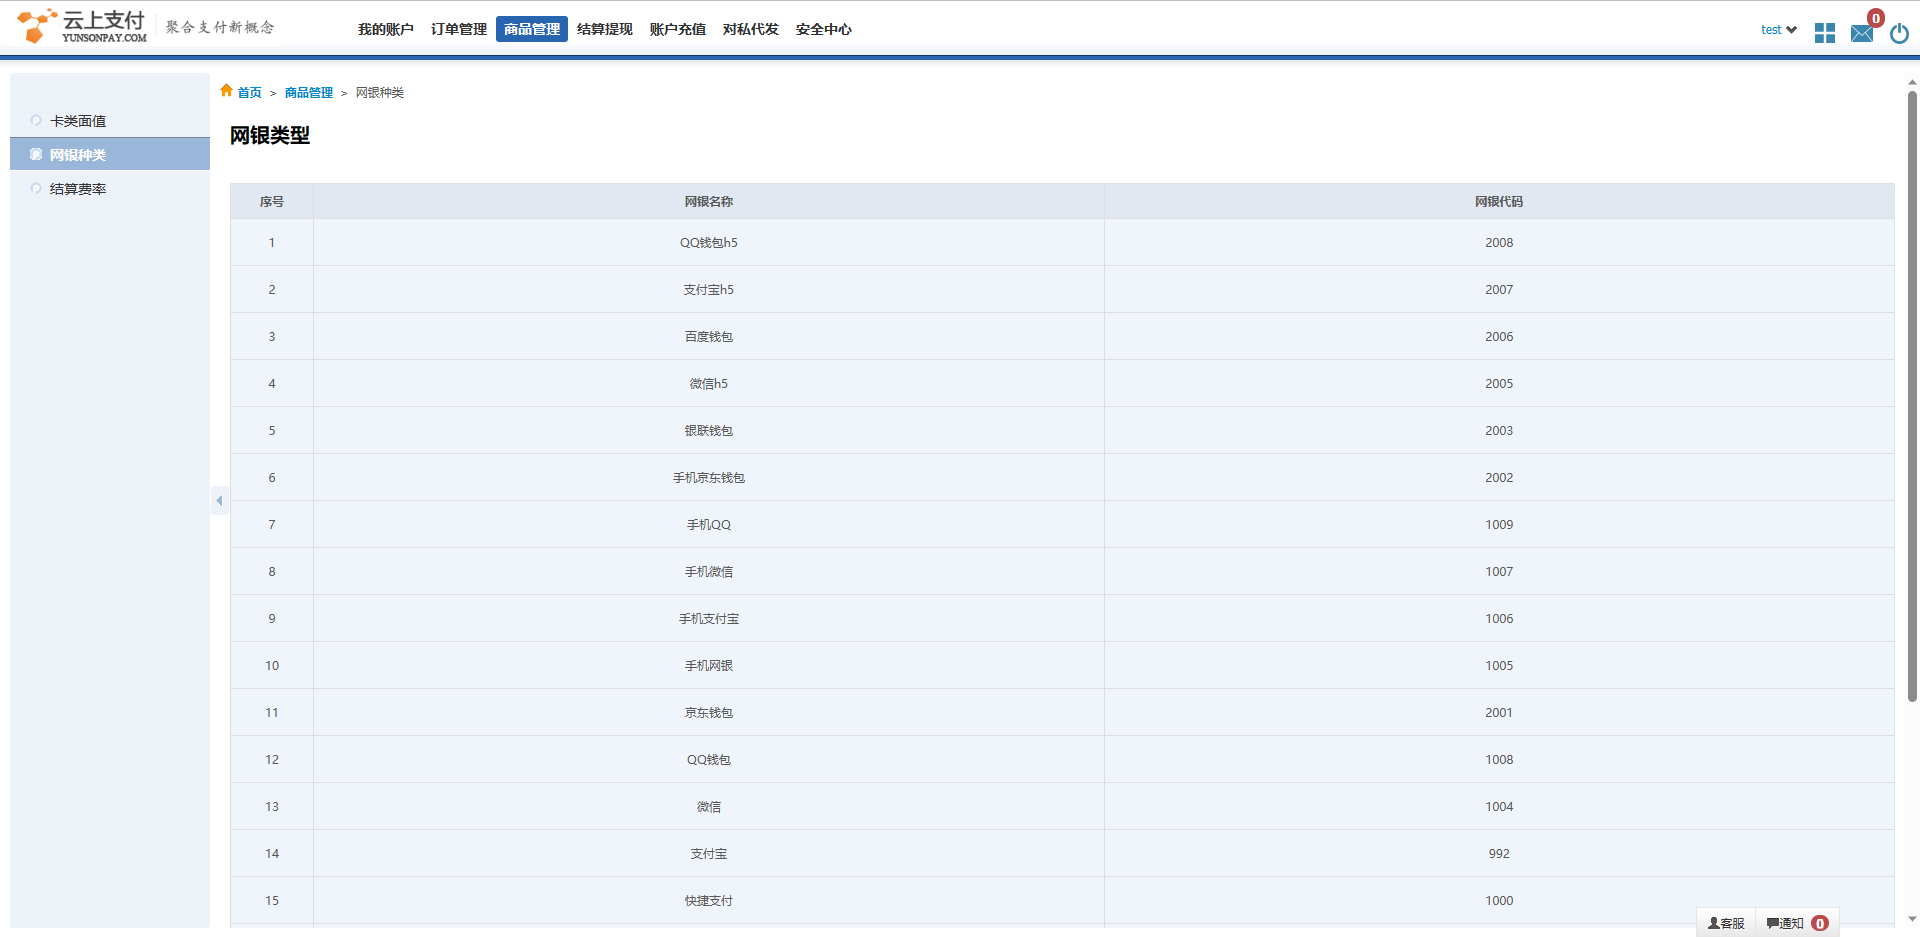 云上支付
YUNSONPAY.COM
聚合支付新概念
我的账户 订单管理 商品管理 结算提现 账户充值 对私代发 安全中心
test
0
首页 > 商品管理 > 网银种类
卡类面值
网银种类
结算费率
网银类型
序号 网银名称 网银代码
1 QQ钱包h5 2008
2 支付宝h5 2007
3 百度钱包 2006
4 微信h5 2005
5 银联钱包 2003
6 手机京东钱包 2002
7 手机QQ 1009
8 手机微信 1007
9 手机支付宝 1006
10 手机网银 1005
11 京东钱包 2001
12 QQ钱包 1008
13 微信 1004
14 支付宝 992
15 快捷支付 1000
客服 通知 0